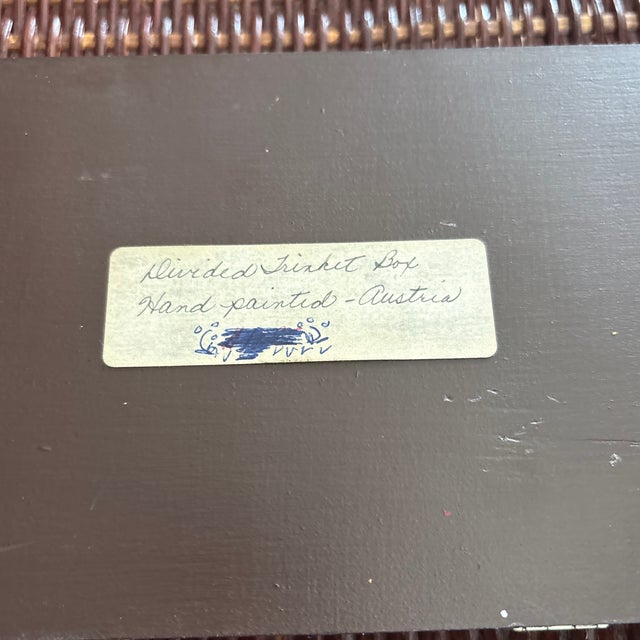 Divided Trinket Box
Hand painted - Austria